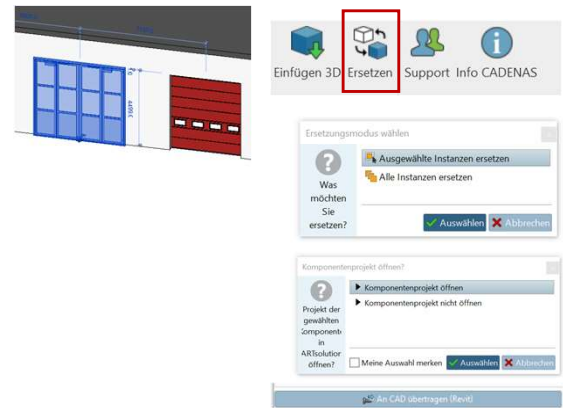 Einfügen 3D Ersetzen Support Info CADENAS
Ersetzungsmodus wählen
Was
möchten
Sie
ersetzen?
Ausgewählte Instanzen ersetzen
Alle Instanzen ersetzen
Auswählen Abbrechen
Komponentenprojekt öffnen?
Projekt der
gewählten
Komponente
in
öffnen?
Komponentenprojekt öffnen
Komponentenprojekt nicht öffnen
Meine Auswahl merken Auswählen Abbrechen
An CAD übertragen (Revit)